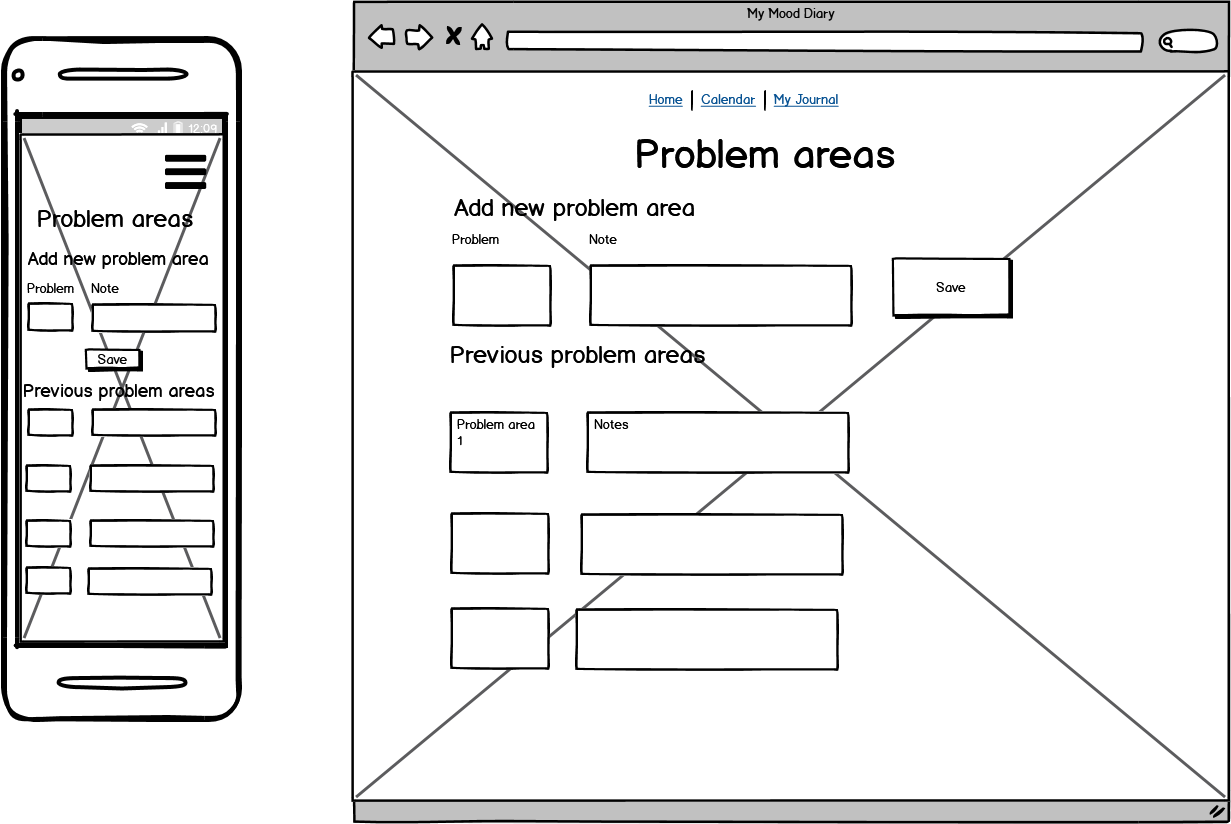 12:09
Problem areas
Add new problem area
Problem Note
Save
Previous problem areas
My Mood Diary
Home | Calendar | My Journal
Problem areas
Add new problem area
Problem Note
Save
Previous problem areas
Problem area
1
Notes